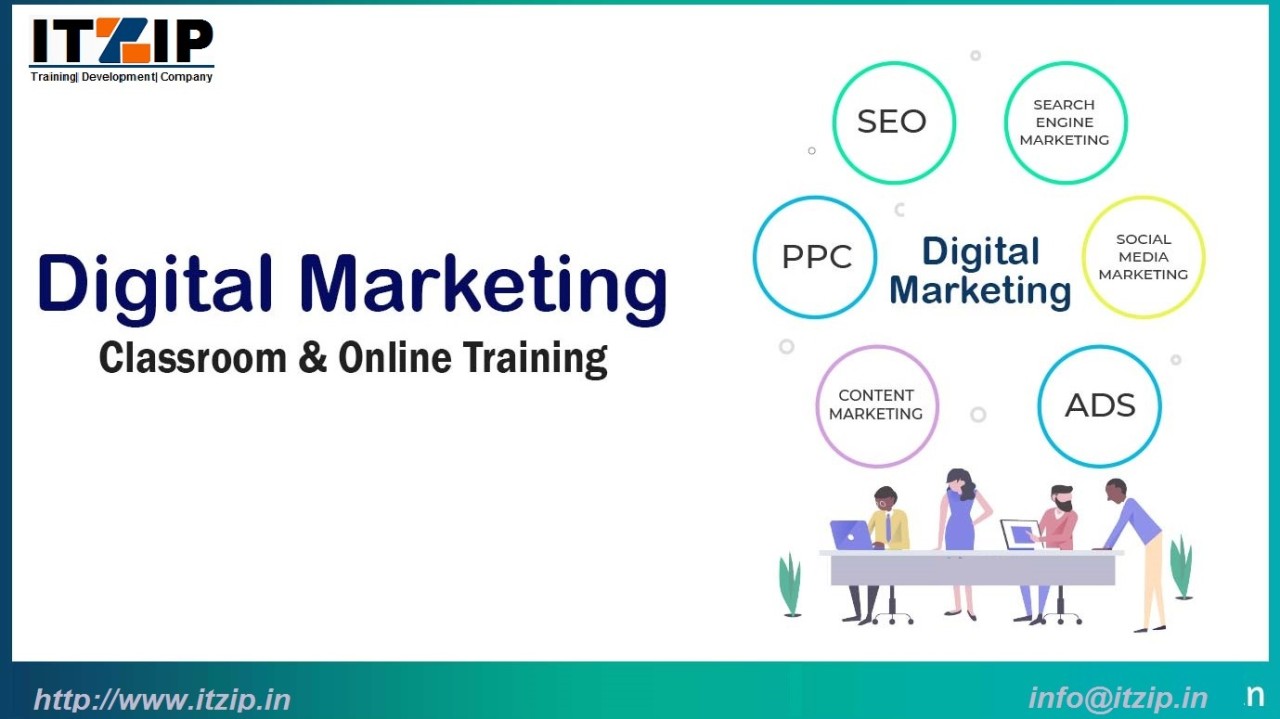 ITZIP
Training| Development| Company
Digital Marketing
Classroom & Online Training
SEO
SEARCH
ENGINE
MARKETING
PPC
Digital
Marketing
SOCIAL
MEDIA
MARKETING
CONTENT
MARKETING
ADS
http://www.itzip.in
info@itzip.in
n